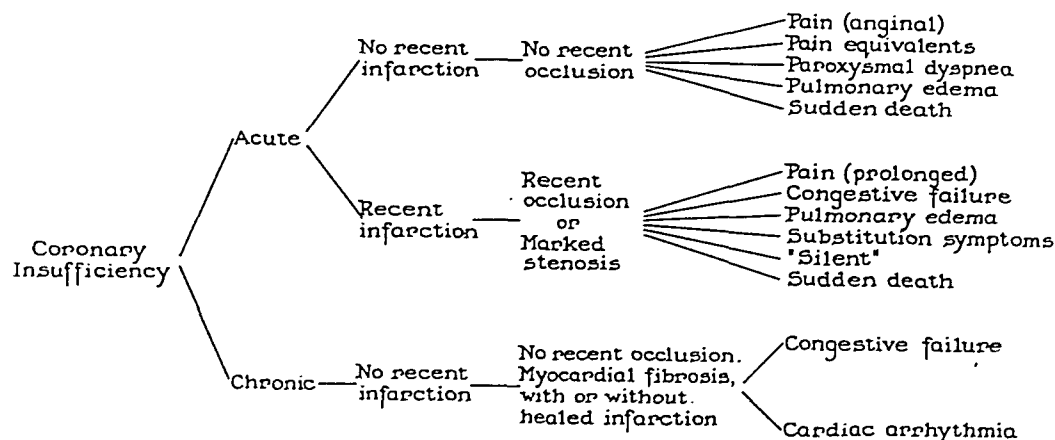 Coronary
Insufficiency
Acute
No recent
infarction
No recent
occlusion
Pain (anginal)
Pain equivalents
Paroxysmal dyspnea
Pulmonary edema
Sudden death
Recent
infarction
Recent
occlusion
or
Marked
stenosis
Pain (prolonged)
Congestive failure
Pulmonary edema
Substitution symptoms
"Silent"
Sudden death
Chronic
No recent
infarction
No recent occlusion.
Myocardial fibrosis,
with or without.
healed infarction
Congestive failure
Cardiac arrhythmia